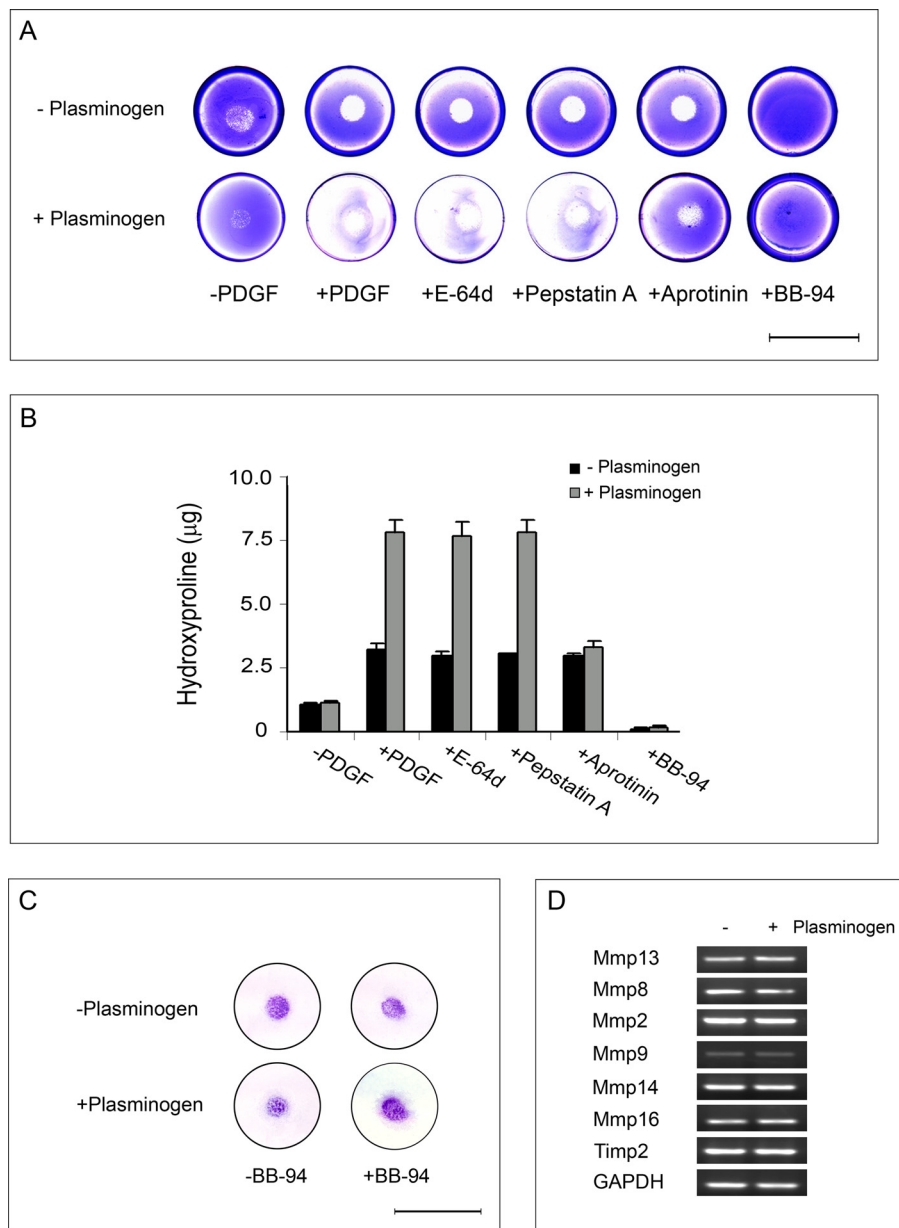 A
- Plasminogen
+ Plasminogen
-PDGF +PDGF +E-64d +Pepstatin A +Aprotinin +BB-94
B
- Plasminogen
+ Plasminogen
Hydroxyproline (μg)
10.0
7.5
5.0
2.5
0
-PDGF +PDGF +E-64d +Pepstatin A +Aprotinin +BB-94
C
-Plasminogen
+Plasminogen
-BB-94 +BB-94
D
- + Plasminogen
Mmp13
Mmp8
Mmp2
Mmp9
Mmp14
Mmp16
Timp2
GAPDH